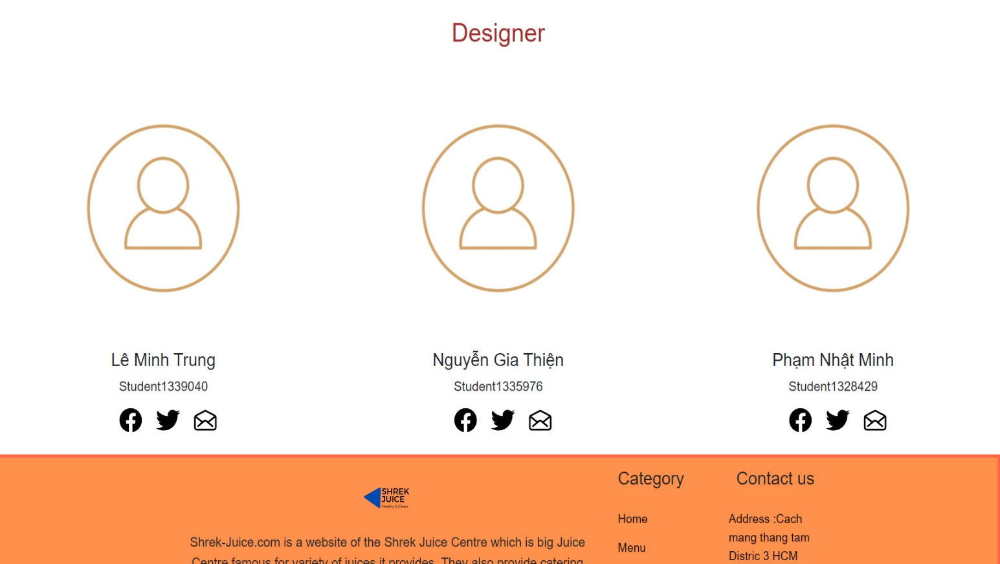 Designer
Lê Minh Trung
Student1339040
Nguyễn Gia Thiện
Student1335976
Phạm Nhật Minh
Student1328429
SHREK
JUICE
Healthy & Clean
Shrek-Juice.com is a website of the Shrek Juice Centre which is big Juice
Centre famous for variety of juices it provides. They also provide catering
Category
Home
Menu
Contact us
Address :Cach
mang thang tam
Distric 3 HCM